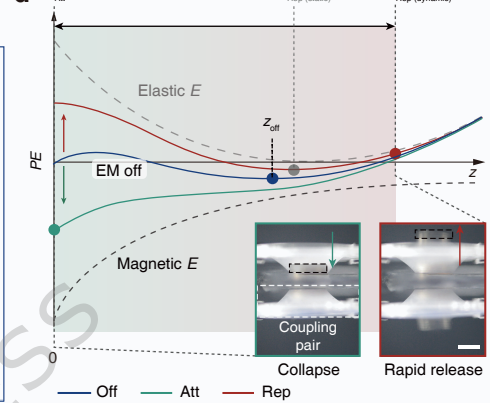 Elastic E
z_off
PE
EM off
z
Magnetic E
Coupling
pair
0
Collapse
Rapid release
Off
Att
Rep